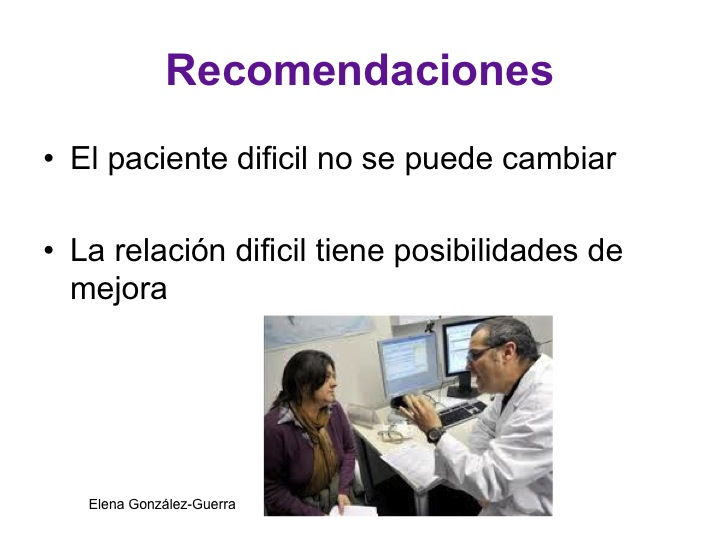 Recomendaciones
• El paciente dificil no se puede cambiar
• La relación dificil tiene posibilidades de
mejora
Elena González-Guerra